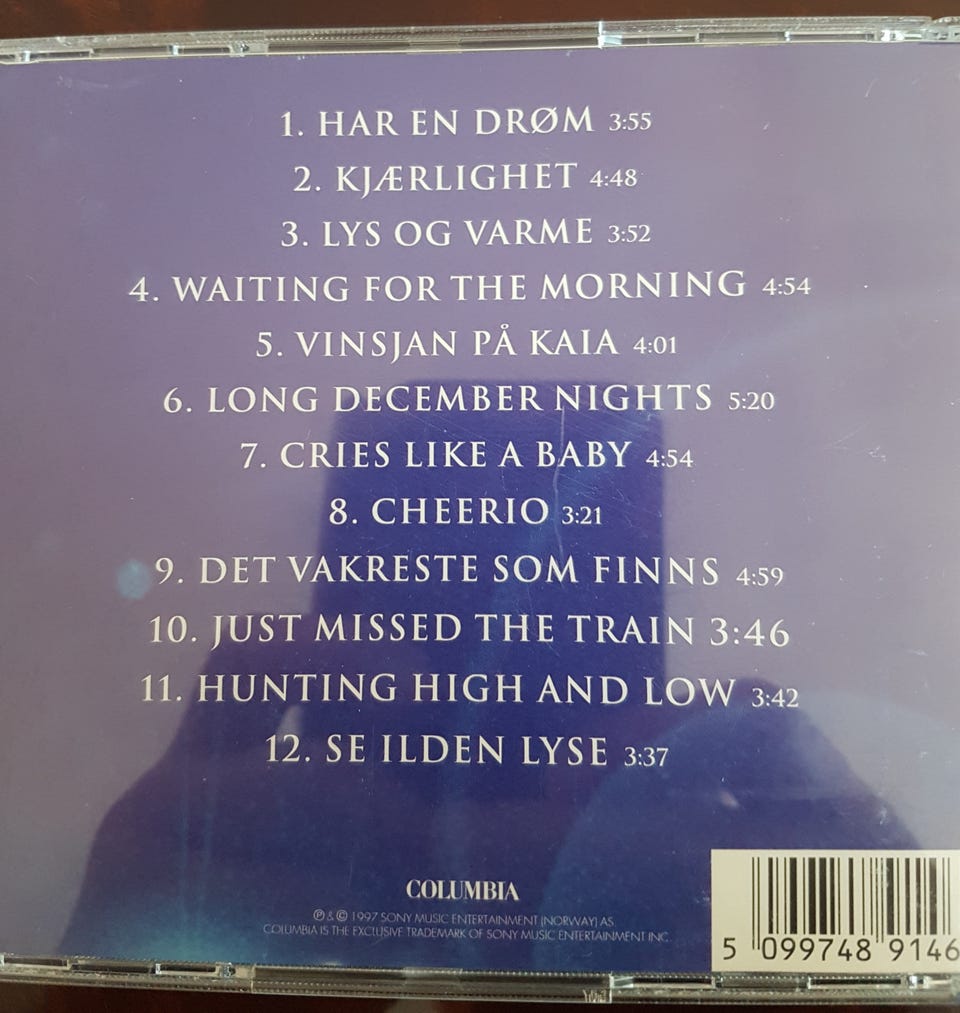 1. HAR EN DRØM 3:55
2. KJÆRLIGHET 4:48
3. LYS OG VARME 3:52
4. WAITING FOR THE MORNING 4:54
5. VINSJAN PÅ KAIA 4:01
6. LONG DECEMBER NIGHTS 5:20
7. CRIES LIKE A BABY 4:54
8. CHEERIO 3:21
9. DET VAKRESTE SOM FINNS 4:59
10. JUST MISSED THE TRAIN 3:46
11. HUNTING HIGH AND LOW 3:42
12. SE ILDEN LYSE 3:37
COLUMBIA
℗ & © 1997 SONY MUSIC ENTERTAINMENT (NORWAY) AS.
COLUMBIA IS THE EXCLUSIVE TRADEMARK OF SONY MUSIC ENTERTAINMENT INC.
5 099748 9146